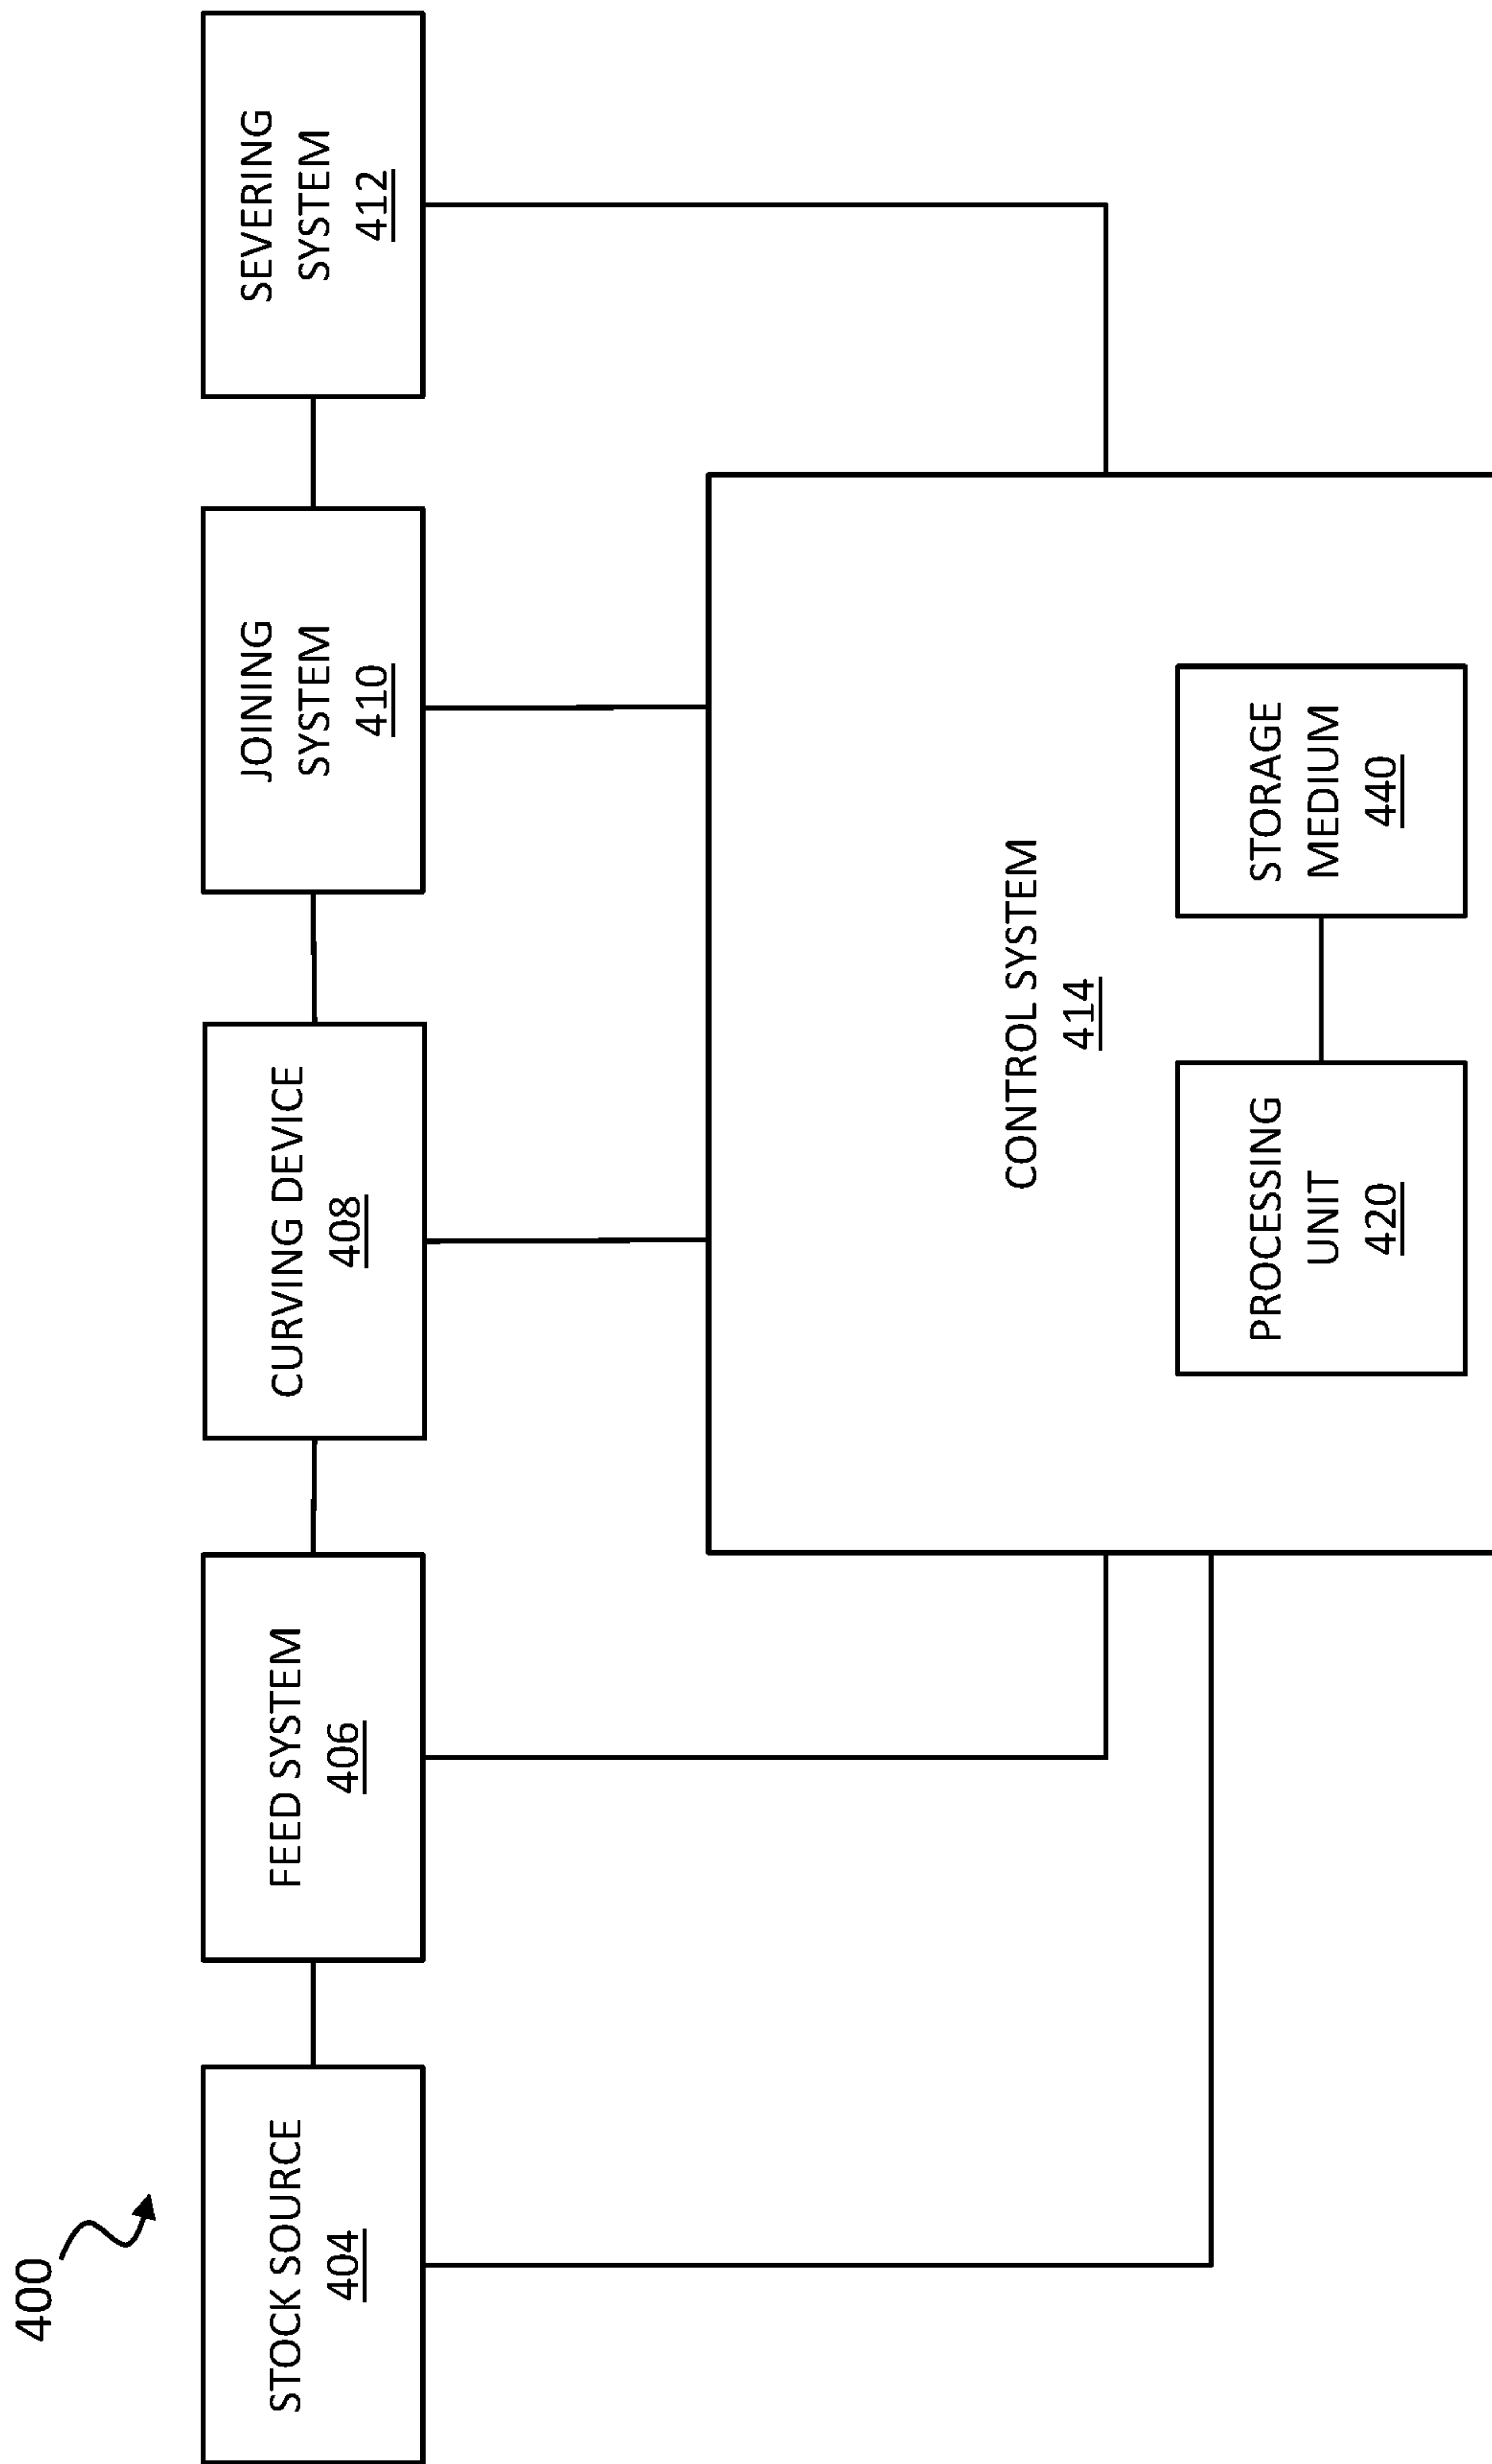 400
STOCK SOURCE
404
FEED SYSTEM
406
CURVING DEVICE
408
JOINING
SYSTEM
410
SEVERING
SYSTEM
412
CONTROL SYSTEM
414
PROCESSING
UNIT
420
STORAGE
MEDIUM
440